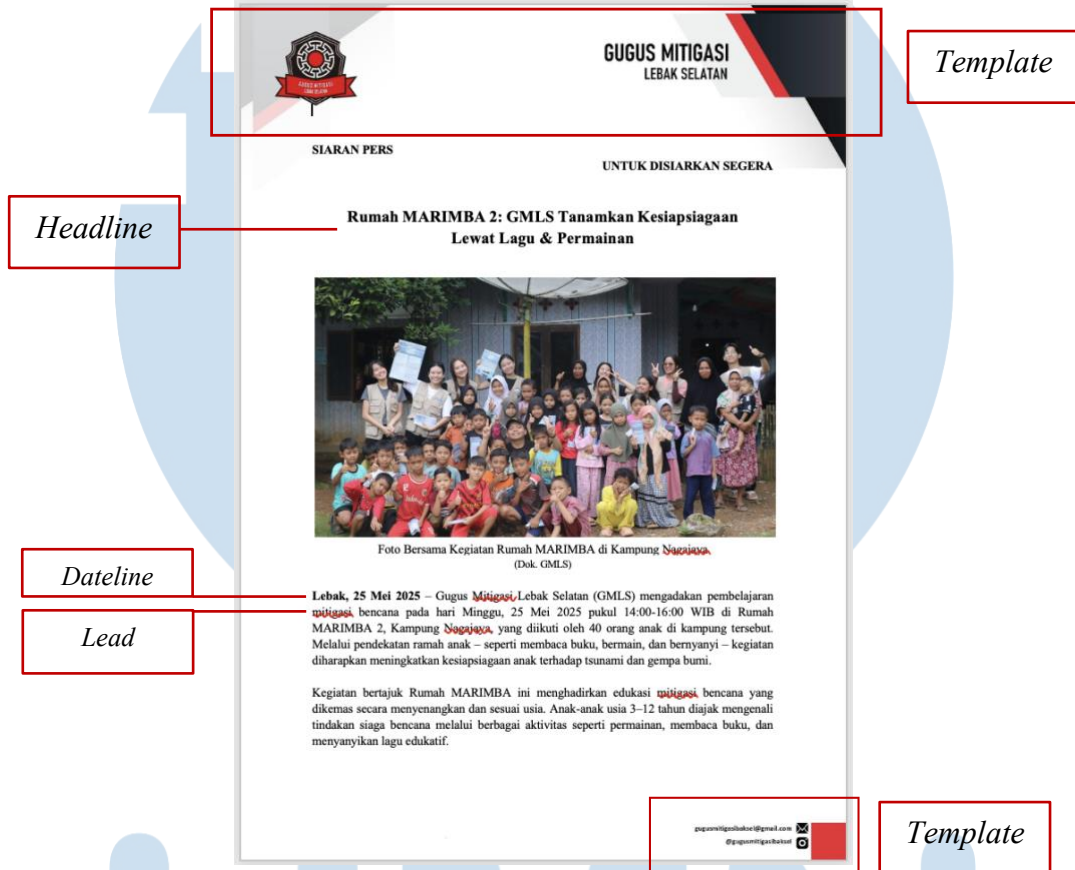 GUGUS MITIGASI
LEBAK SELATAN
GUGUS MITIGASI
LEBAK SELATAN
Template
SIARAN PERS
UNTUK DISIARKAN SEGERA
Headline
Rumah MARIMBA 2: GMLS Tanamkan Kesiapsiagaan
Lewat Lagu & Permainan
Foto Bersama Kegiatan Rumah MARIMBA di Kampung Nagajaya
(Dok. GMLS)
Dateline
Lead
Lebak, 25 Mei 2025 – Gugus Mitigasi Lebak Selatan (GMLS) mengadakan pembelajaran
mitigasi bencana pada hari Minggu, 25 Mei 2025 pukul 14:00-16:00 WIB di Rumah
MARIMBA 2, Kampung Nagajaya, yang diikuti oleh 40 orang anak di kampung tersebut.
Melalui pendekatan ramah anak – seperti membaca buku, bermain, dan bernyanyi – kegiatan
diharapkan meningkatkan kesiapsiagaan anak terhadap tsunami dan gempa bumi.
Kegiatan bertajuk Rumah MARIMBA ini menghadirkan edukasi mitigasi bencana yang
dikemas secara menyenangkan dan sesuai usia. Anak-anak usia 3–12 tahun diajak mengenali
tindakan siaga bencana melalui berbagai aktivitas seperti permainan, membaca buku, dan
menyanyikan lagu edukatif.
gugusmitigasibaksel@gmail.com
@gugusmitigasibaksel
Template